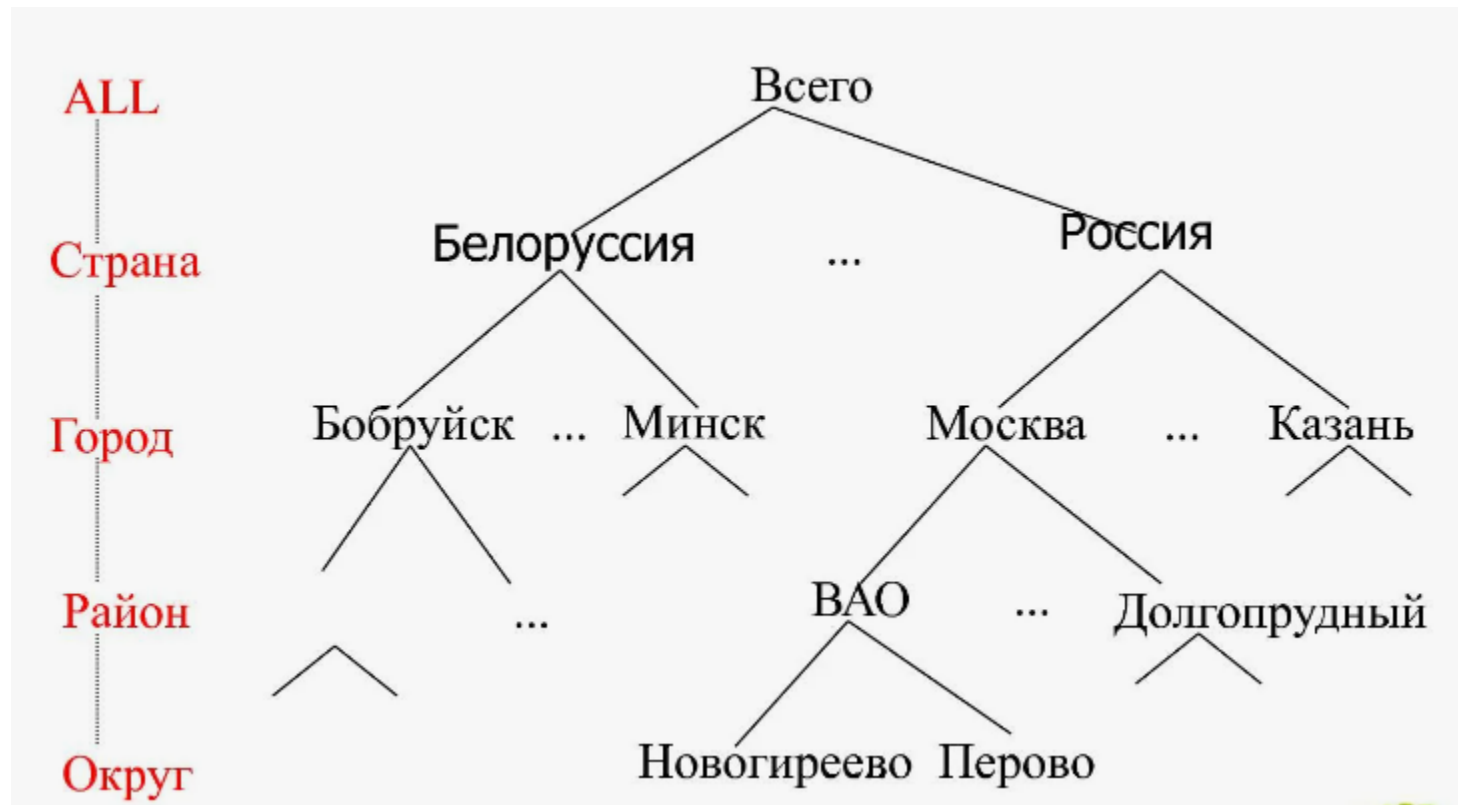 ALL
Всего
Страна
Белоруссия ... Россия
Город
Бобруйск ... Минск Москва ... Казань
Район
... ВАО ... Долгопрудный
Округ
Новогиреево Перово